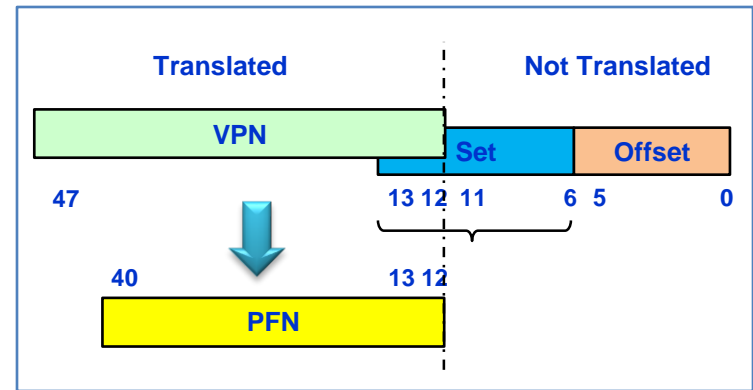 Translated Not Translated
VPN
Set Offset
47 13 12 11 6 5 0
40 13 12
PFN